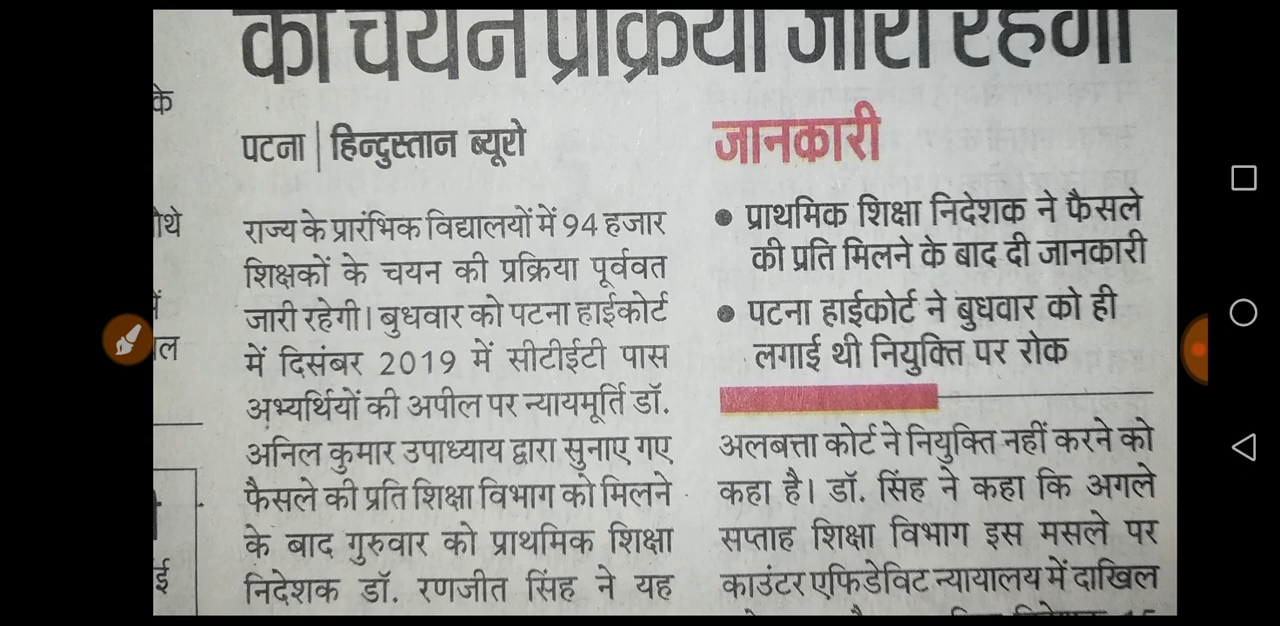 की चयन प्रक्रिया जारी रहेगी
के
पटना | हिन्दुस्तान ब्यूरो
राज्य के प्रारंभिक विद्यालयों में 94 हजार
शिक्षकों के चयन की प्रक्रिया पूर्ववत
जारी रहेगी। बुधवार को पटना हाईकोर्ट
में दिसंबर 2019 में सीटीईटी पास
अभ्यर्थियों की अपील पर न्यायमूर्ति डॉ.
अनिल कुमार उपाध्याय द्वारा सुनाए गए
फैसले की प्रति शिक्षा विभाग को मिलने
के बाद गुरुवार को प्राथमिक शिक्षा
निदेशक डॉ. रणजीत सिंह ने यह
जानकारी
● प्राथमिक शिक्षा निदेशक ने फैसले
की प्रति मिलने के बाद दी जानकारी
● पटना हाईकोर्ट ने बुधवार को ही
लगाई थी नियुक्ति पर रोक
अलबत्ता कोर्ट ने नियुक्ति नहीं करने को
कहा है। डॉ. सिंह ने कहा कि अगले
सप्ताह शिक्षा विभाग इस मसले पर
काउंटर एफिडेविट न्यायालय में दाखिल